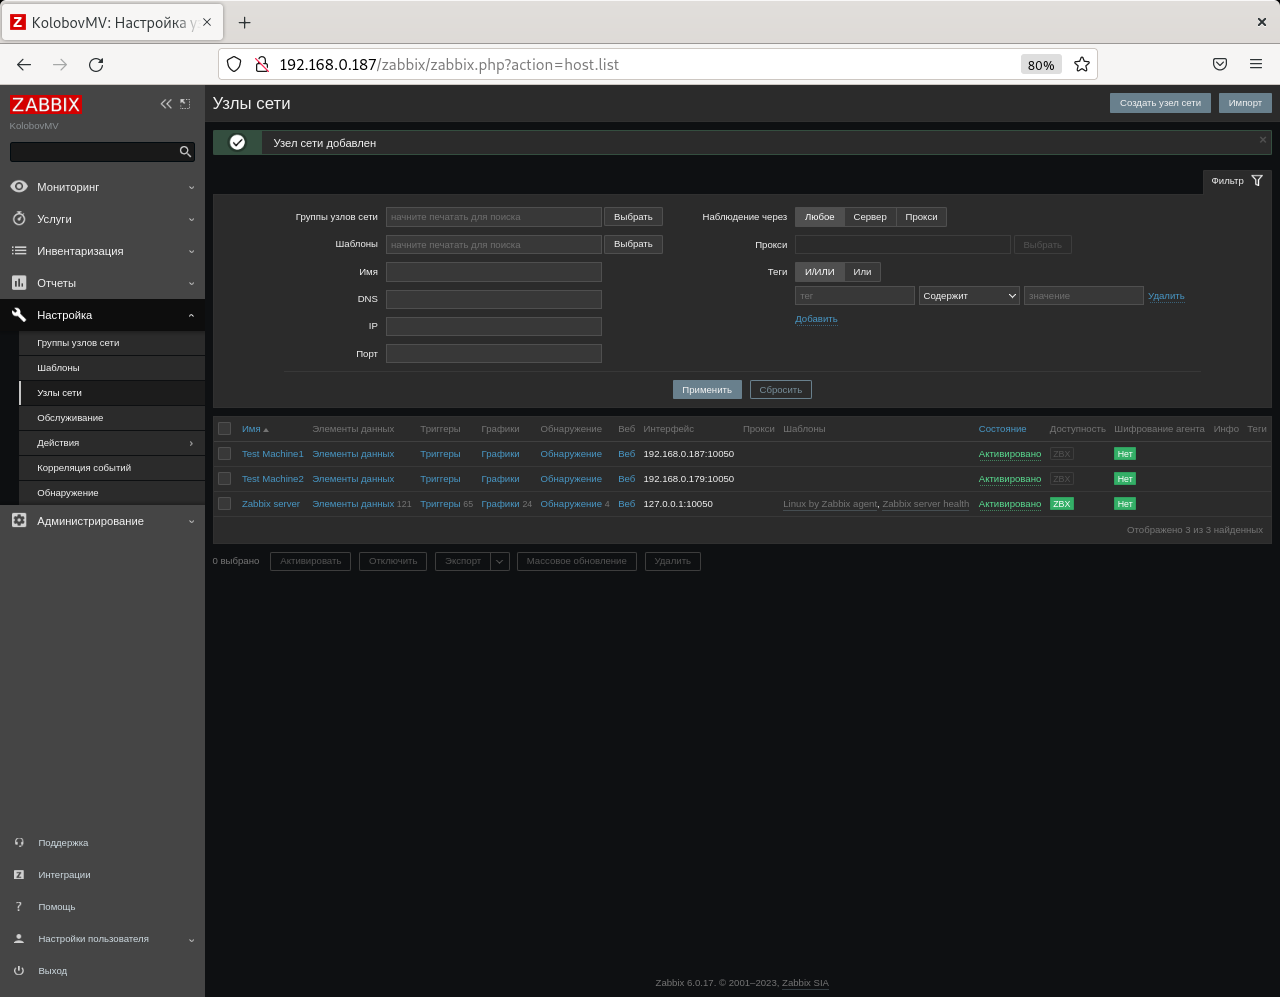 KolobovMV: Настройка у
192.168.0.187/zabbix/zabbix.php?action=host.list
80%
ZABBIX
KolobovMV
Мониторинг
Услуги
Инвентаризация
Отчеты
Настройка
Группы узлов сети
Шаблоны
Узлы сети
Обслуживание
Действия
Корреляция событий
Обнаружение
Администрирование
Поддержка
Интеграции
Помощь
Настройки пользователя
Выход
Узлы сети
Создать узел сети Импорт
Узел сети добавлен
Фильтр
Группы узлов сети начните печатать для поиска Выбрать
Шаблоны начните печатать для поиска Выбрать
Имя
DNS
IP
Порт
Наблюдение через Любое Сервер Прокси
Прокси Выбрать
Теги И/ИЛИ Или
тег Содержит значение Удалить
Добавить
Применить Сбросить
Имя Элементы данных Триггеры Графики Обнаружение Веб Интерфейс Прокси Шаблоны Состояние Доступность Шифрование агента Инфо Теги
Test Machine1 Элементы данных Триггеры Графики Обнаружение Веб 192.168.0.187:10050 Активировано ZBX Нет
Test Machine2 Элементы данных Триггеры Графики Обнаружение Веб 192.168.0.179:10050 Активировано ZBX Нет
Zabbix server Элементы данных 121 Триггеры 65 Графики 24 Обнаружение 4 Веб 127.0.0.1:10050 Linux by Zabbix agent, Zabbix server health Активировано ZBX Нет
Отображено 3 из 3 найденных
0 выбрано Активировать Отключить Экспорт Массовое обновление Удалить
Zabbix 6.0.17. © 2001–2023, Zabbix SIA